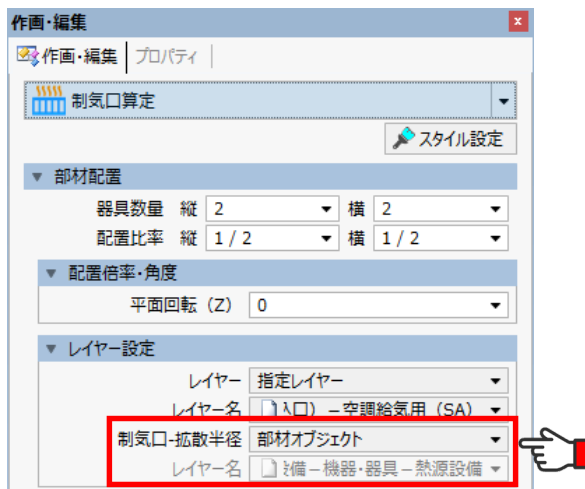 作画・編集
作画・編集 プロパティ
制気口算定
スタイル設定
部材配置
器具数量 縦 2 横 2
配置比率 縦 1 / 2 横 1 / 2
配置倍率・角度
平面回転（Z） 0
レイヤー設定
レイヤー 指定レイヤー
レイヤー名 入口）－空調給気用（SA）
制気口-拡散半径 部材オブジェクト
レイヤー名 設備－機器・器具－熱源設備